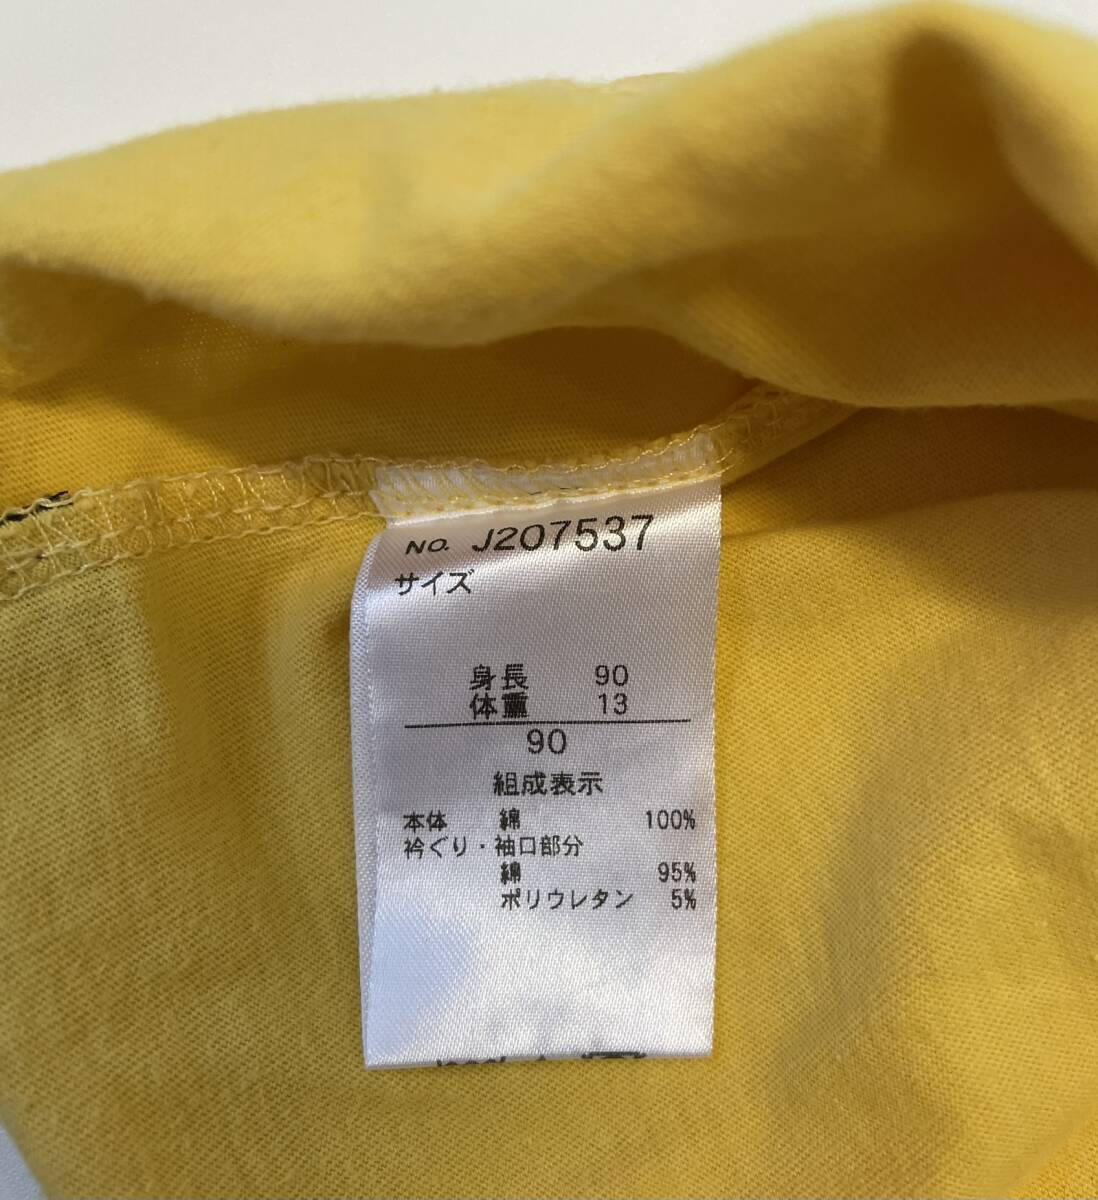 NO. J207537
サイズ
身長 90
体重 13
90
組成表示
本体 綿 100%
衿ぐり・袖口部分
綿 95%
ポリウレタン 5%